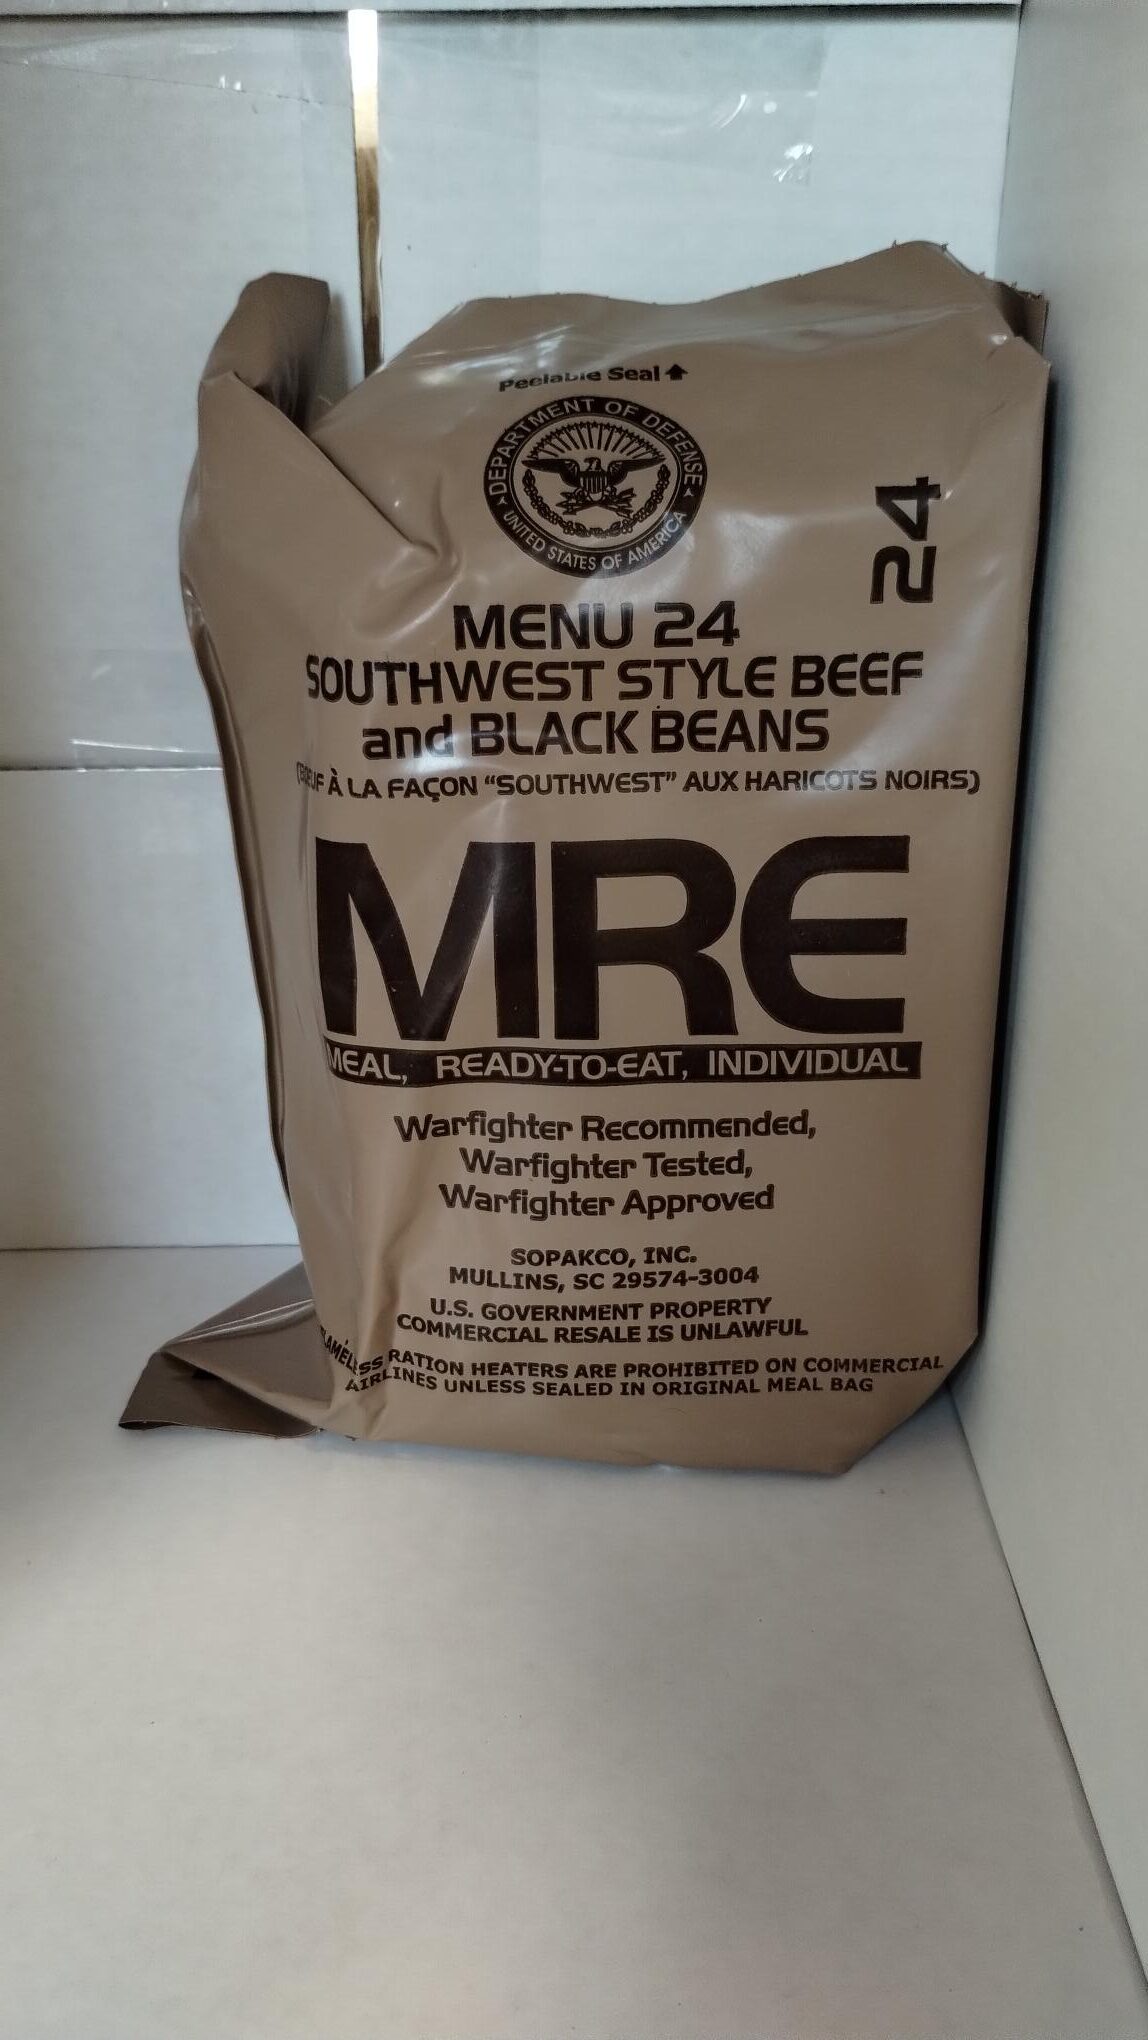 Peelable Seal
DEPARTMENT OF DEFENSE
UNITED STATES OF AMERICA
24
MENU 24
SOUTHWEST STYLE BEEF
and BLACK BEANS
À LA FAÇON “SOUTHWEST” AUX HARICOTS NOIRS)
MRE
MEAL, READY-TO-EAT, INDIVIDUAL
Warfighter Recommended,
Warfighter Tested,
Warfighter Approved
SOPAKCO, INC.
MULLINS, SC 29574-3004
U.S. GOVERNMENT PROPERTY
COMMERCIAL RESALE IS UNLAWFUL
RATION HEATERS ARE PROHIBITED ON COMMERCIAL
AIRLINES UNLESS SEALED IN ORIGINAL MEAL BAG